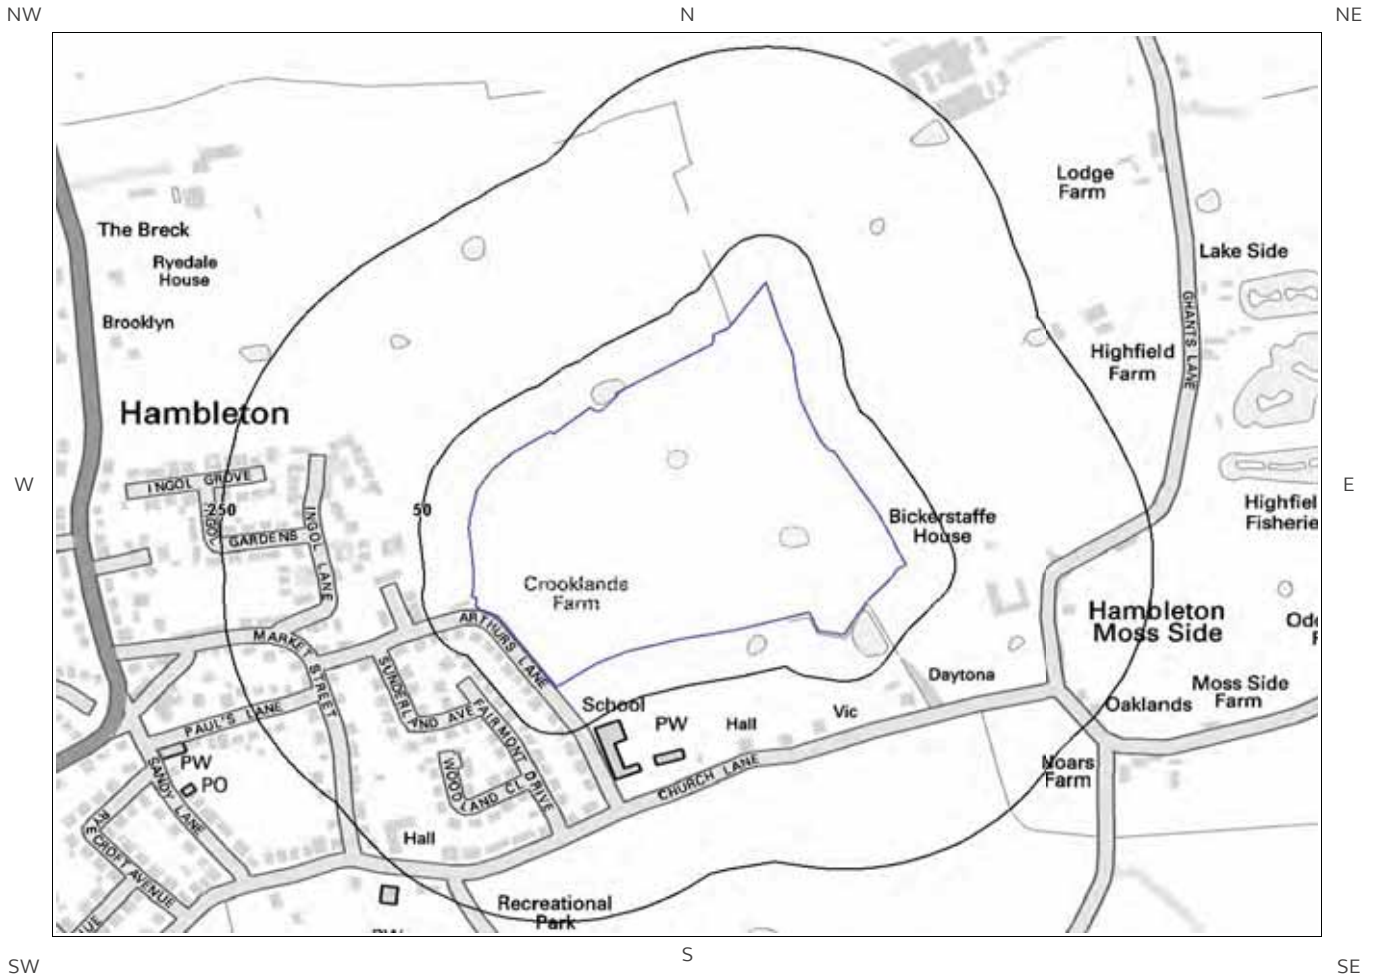 NW
N
NE
Lodge
Farm
The Breck
Ryedale
House
Lake Side
Brooklyn
GHANTS LANE
Highfield
Farm
Hambleton
INGOL GROVE
250
50
INGOL
GARDENS
INGOL LANE
W
E
Bickerstaffe
House
Highfiel
Fisherie
Crooklands
Farm
Hambleton
Moss Side
Od
ARTHURS LANE
MARKET STREET
SUNDERLAND AVE
FAIRMONT DRIVE
Daytona
Moss Side
Farm
Oaklands
School
PW
Hall
Vic
PAUL'S LANE
PW
PO
SANDY LANE
WOODLAND CL
CHURCH LANE
Noars
Farm
Hall
RYECROFT AVENUE
Recreational
Park
SW
S
SE